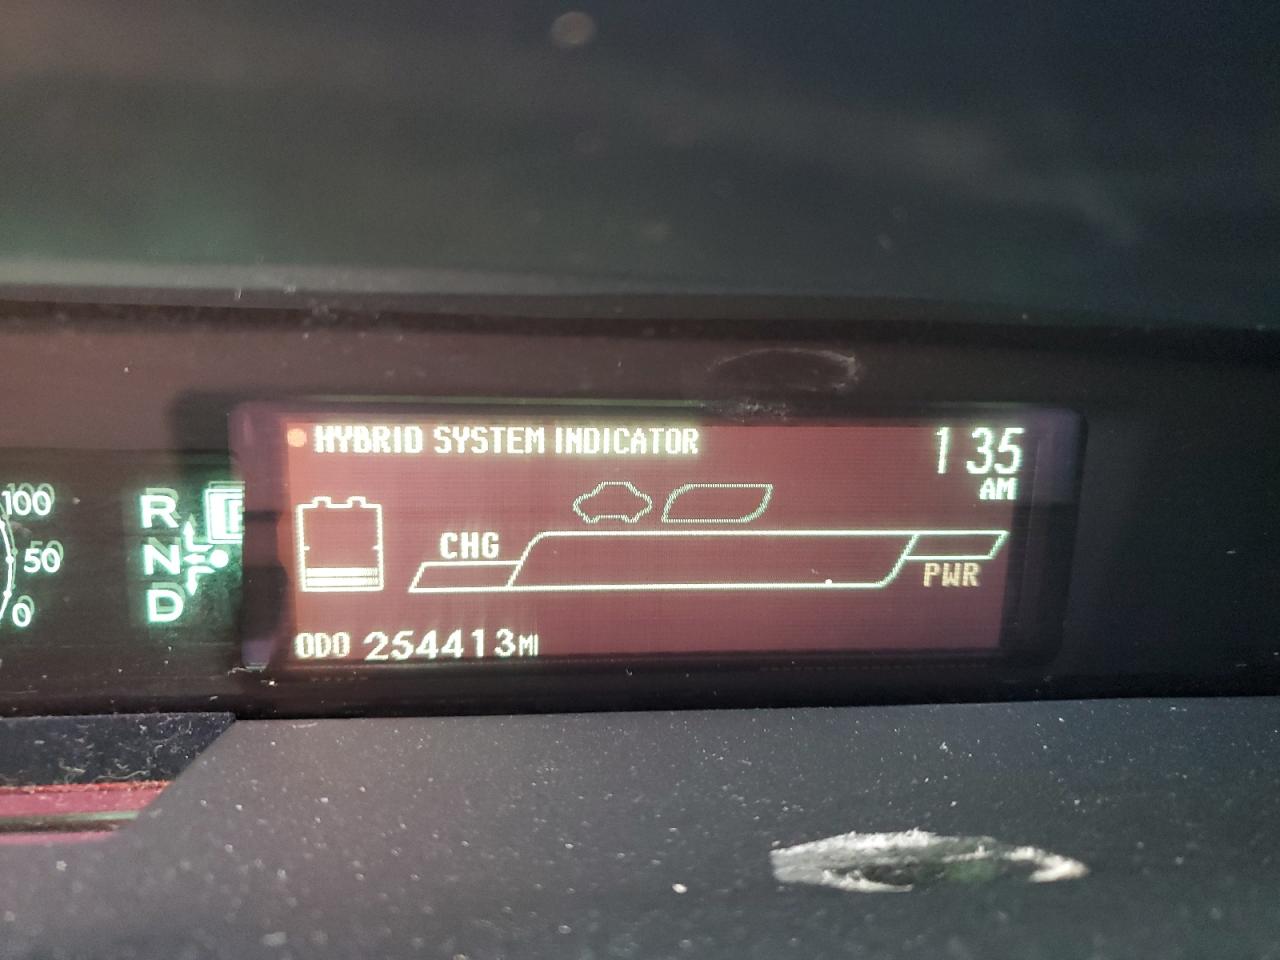 HYBRID SYSTEM INDICATOR
1 35
AM
100
50
0
R
N
D
P
CHG
PWR
ODO 254413MI